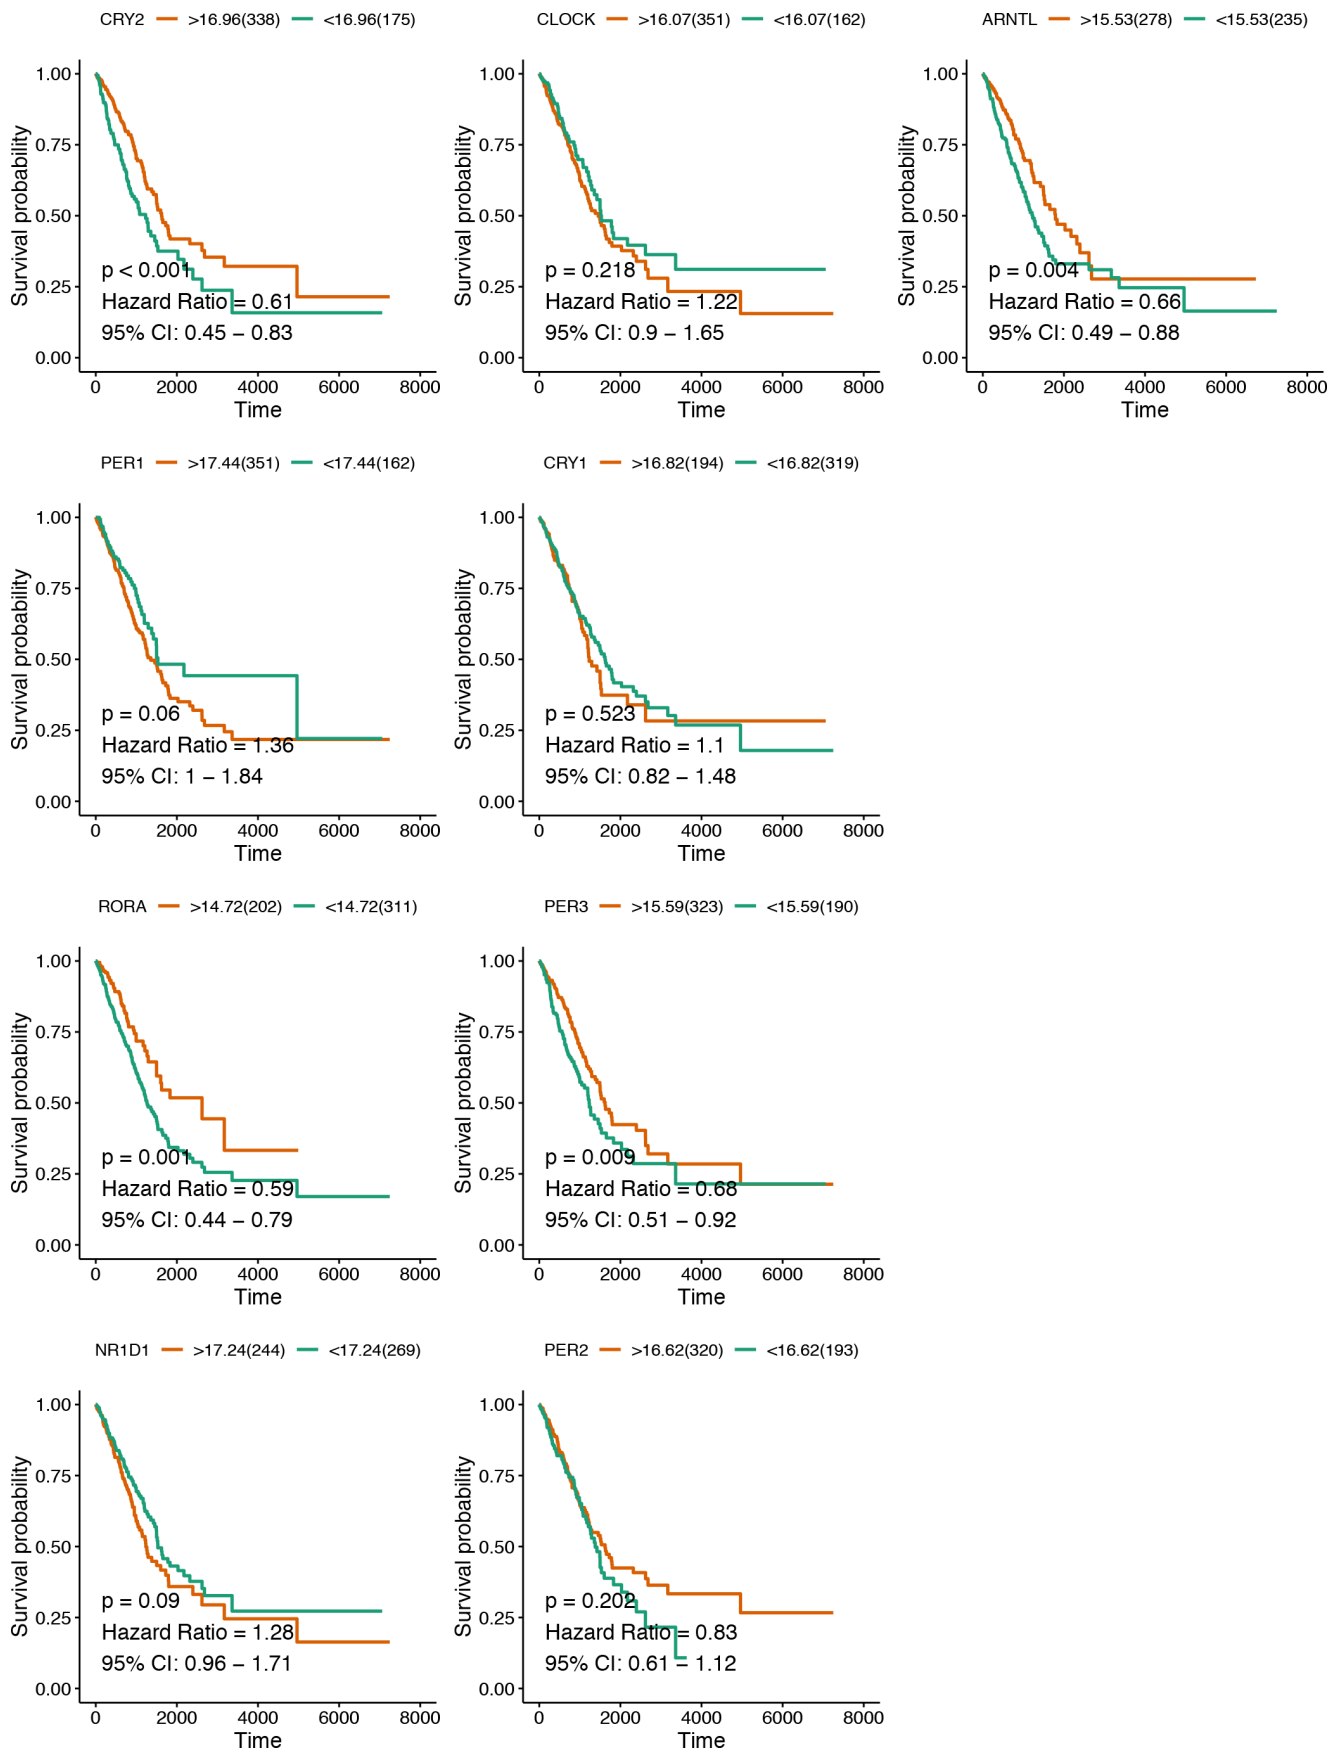 CRY2 >16.96(338) <16.96(175)
1.00
0.75
0.50
0.25
0.00
Survival probability
p < 0.001
Hazard Ratio = 0.61
95% CI: 0.45 – 0.83
0 2000 4000 6000 8000
Time
CLOCK >16.07(351) <16.07(162)
1.00
0.75
0.50
0.25
0.00
Survival probability
p = 0.218
Hazard Ratio = 1.22
95% CI: 0.9 – 1.65
0 2000 4000 6000 8000
Time
ARNTL >15.53(278) <15.53(235)
1.00
0.75
0.50
0.25
0.00
Survival probability
p = 0.004
Hazard Ratio = 0.66
95% CI: 0.49 – 0.88
0 2000 4000 6000 8000
Time
PER1 >17.44(351) <17.44(162)
1.00
0.75
0.50
0.25
0.00
Survival probability
p = 0.06
Hazard Ratio = 1.36
95% CI: 1 – 1.84
0 2000 4000 6000 8000
Time
CRY1 >16.82(194) <16.82(319)
1.00
0.75
0.50
0.25
0.00
Survival probability
p = 0.523
Hazard Ratio = 1.1
95% CI: 0.82 – 1.48
0 2000 4000 6000 8000
Time
RORA >14.72(202) <14.72(311)
1.00
0.75
0.50
0.25
0.00
Survival probability
p = 0.001
Hazard Ratio = 0.59
95% CI: 0.44 – 0.79
0 2000 4000 6000 8000
Time
PER3 >15.59(323) <15.59(190)
1.00
0.75
0.50
0.25
0.00
Survival probability
p = 0.009
Hazard Ratio = 0.68
95% CI: 0.51 – 0.92
0 2000 4000 6000 8000
Time
NR1D1 >17.24(244) <17.24(269)
1.00
0.75
0.50
0.25
0.00
Survival probability
p = 0.09
Hazard Ratio = 1.28
95% CI: 0.96 – 1.71
0 2000 4000 6000 8000
Time
PER2 >16.62(320) <16.62(193)
1.00
0.75
0.50
0.25
0.00
Survival probability
p = 0.202
Hazard Ratio = 0.83
95% CI: 0.61 – 1.12
0 2000 4000 6000 8000
Time